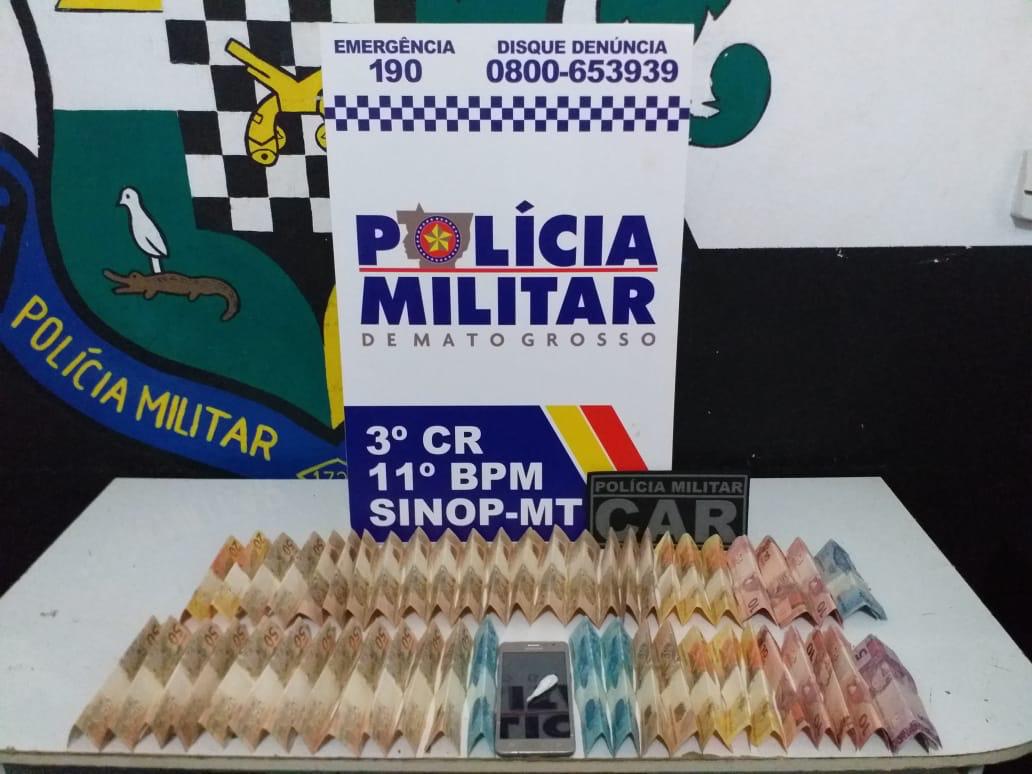 EMERGÊNCIA
190
DISQUE DENÚNCIA
0800-653939
POLÍCIA
MILITAR
DE MATO GROSSO
POLÍCIA MILITAR
3º CR
11º BPM
SINOP-MT
POLÍCIA MILITAR
CAR